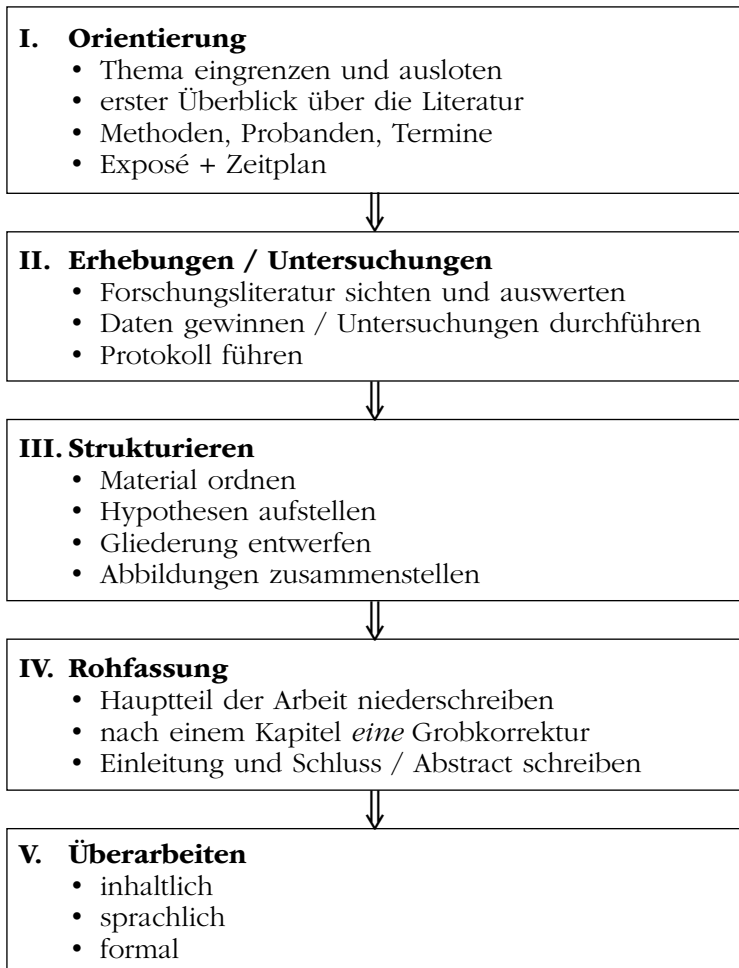 I. Orientierung
• Thema eingrenzen und ausloten
• erster Überblick über die Literatur
• Methoden, Probanden, Termine
• Exposé + Zeitplan
II. Erhebungen / Untersuchungen
• Forschungsliteratur sichten und auswerten
• Daten gewinnen / Untersuchungen durchführen
• Protokoll führen
III. Strukturieren
• Material ordnen
• Hypothesen aufstellen
• Gliederung entwerfen
• Abbildungen zusammenstellen
IV. Rohfassung
• Hauptteil der Arbeit niederschreiben
• nach einem Kapitel eine Grobkorrektur
• Einleitung und Schluss / Abstract schreiben
V. Überarbeiten
• inhaltlich
• sprachlich
• formal